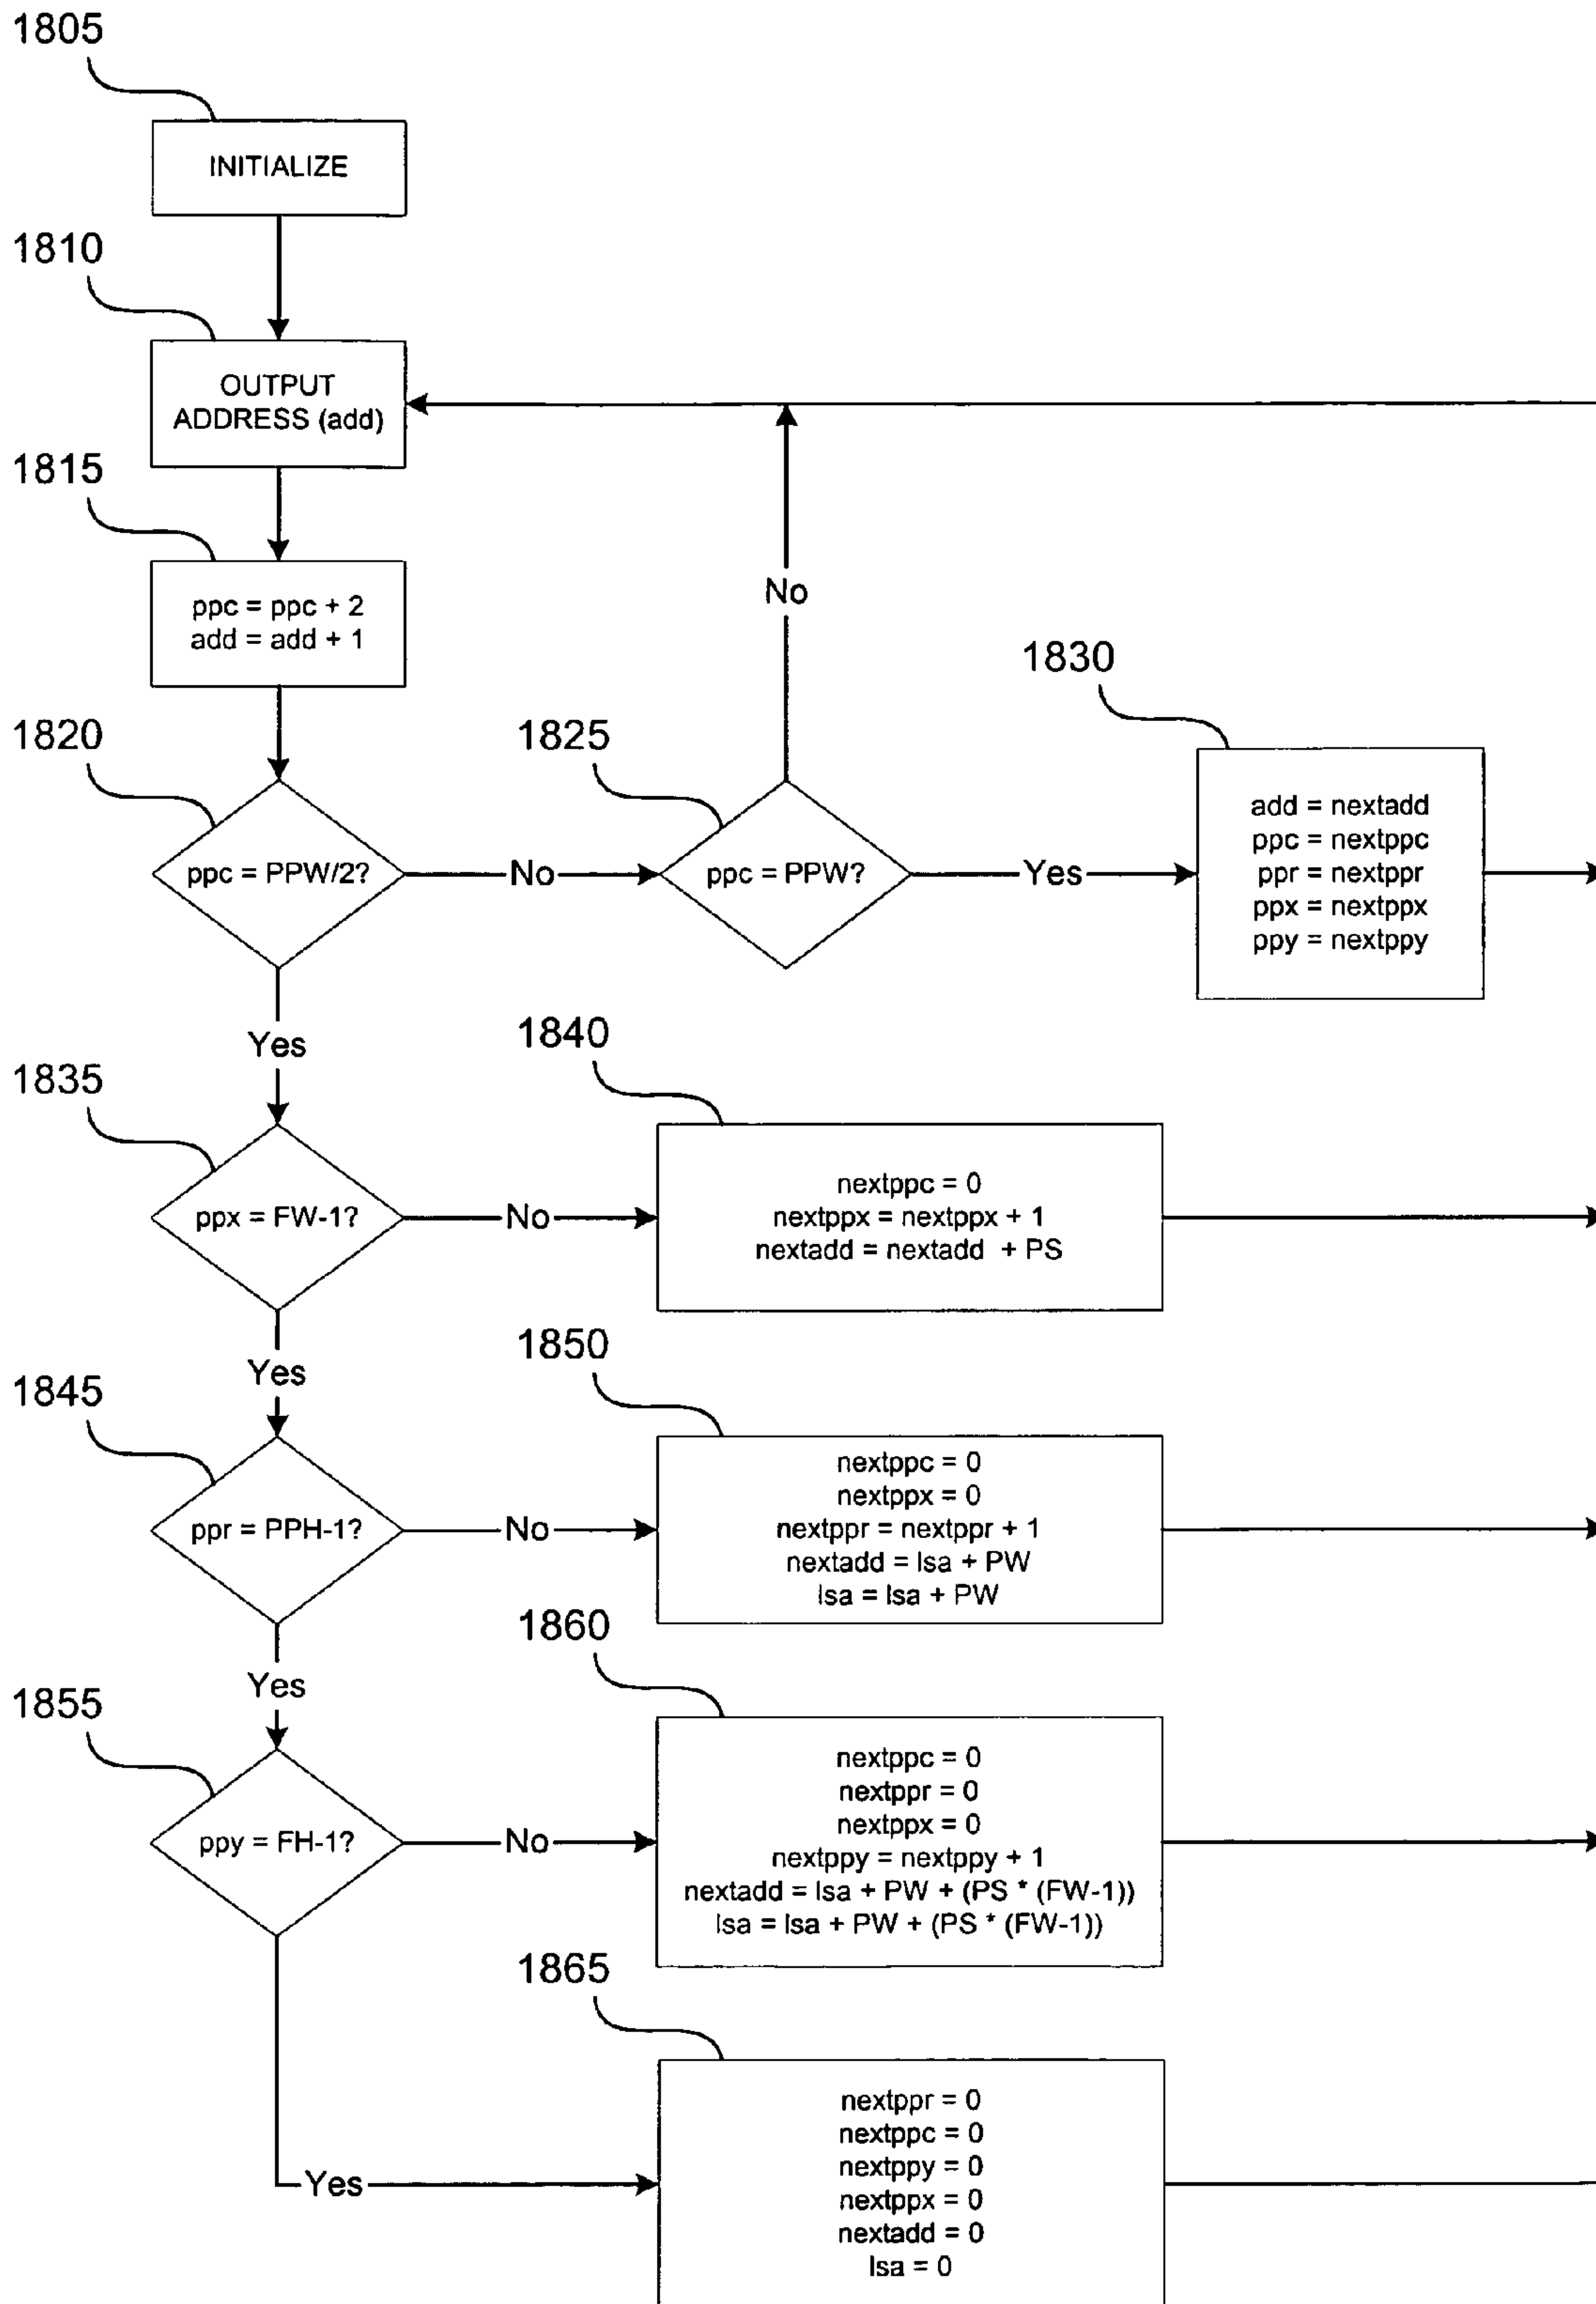 1805
INITIALIZE
1810
OUTPUT
ADDRESS (add)
1815
ppc = ppc + 2
add = add + 1
No
1820
ppc = PPW/2?
No
1825
ppc = PPW?
Yes
1830
add = nextadd
ppc = nextppc
ppr = nextppr
ppx = nextppx
ppy = nextppy
Yes
1835
ppx = FW-1?
No
1840
nextppc = 0
nextppx = nextppx + 1
nextadd = nextadd + PS
Yes
1845
ppr = PPH-1?
No
1850
nextppc = 0
nextppx = 0
nextppr = nextppr + 1
nextadd = lsa + PW
lsa = lsa + PW
Yes
1855
ppy = FH-1?
No
1860
nextppc = 0
nextppr = 0
nextppx = 0
nextppy = nextppy + 1
nextadd = lsa + PW + (PS * (FW-1))
lsa = lsa + PW + (PS * (FW-1))
Yes
1865
nextppr = 0
nextppc = 0
nextppy = 0
nextppx = 0
nextadd = 0
lsa = 0